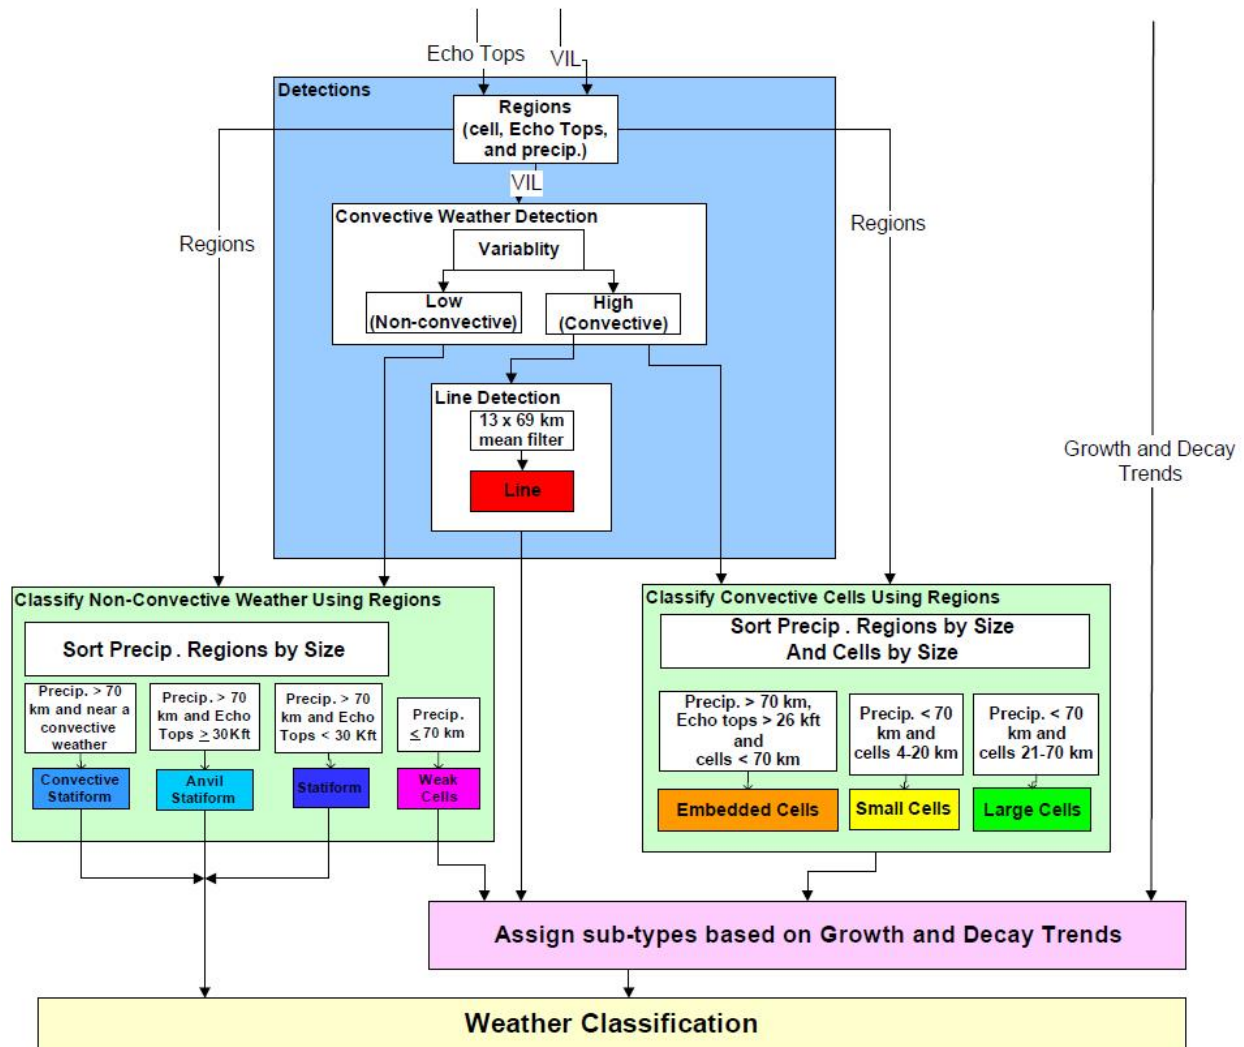 Echo Tops
VIL
Detections
Regions
(cell, Echo Tops,
and precip.)
VIL
Convective Weather Detection
Variablity
Regions
Regions
Low
(Non-convective)
High
(Convective)
Line Detection
13 x 69 km
mean filter
Line
Growth and Decay
Trends
Classify Non-Convective Weather Using Regions
Sort Precip . Regions by Size
Precip. > 70
km and near a
convective
weather
Precip. > 70
km and Echo
Tops ≥ 30Kft
Precip. > 70
km and Echo
Tops < 30 Kft
Precip.
≤ 70 km
Convective
Statiform
Anvil
Statiform
Statiform
Weak
Cells
Classify Convective Cells Using Regions
Sort Precip . Regions by Size
And Cells by Size
Precip. > 70 km,
Echo tops > 26 kft
and
cells < 70 km
Precip. < 70
km and
cells 4-20 km
Precip. < 70
km and
cells 21-70 km
Embedded Cells
Small Cells
Large Cells
Assign sub-types based on Growth and Decay Trends
Weather Classification